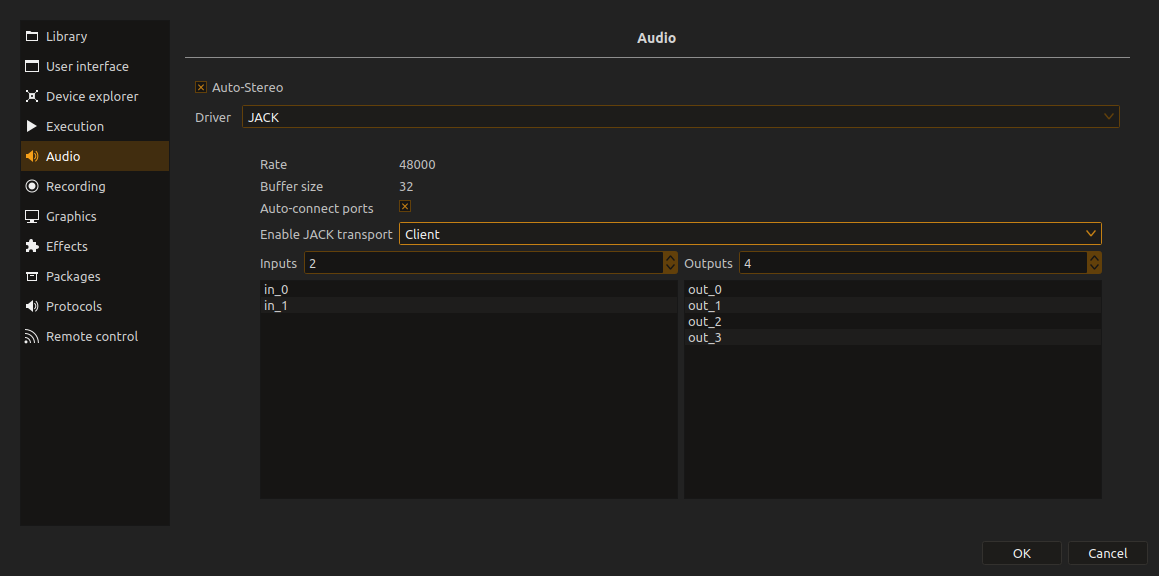 Library
User interface
Device explorer
Execution
Audio
Recording
Graphics
Effects
Packages
Protocols
Remote control
Audio
Auto-Stereo
Driver JACK
Rate 48000
Buffer size 32
Auto-connect ports
Enable JACK transport Client
Inputs 2 Outputs 4
in_0 out_0
in_1 out_1
out_2
out_3
OK Cancel